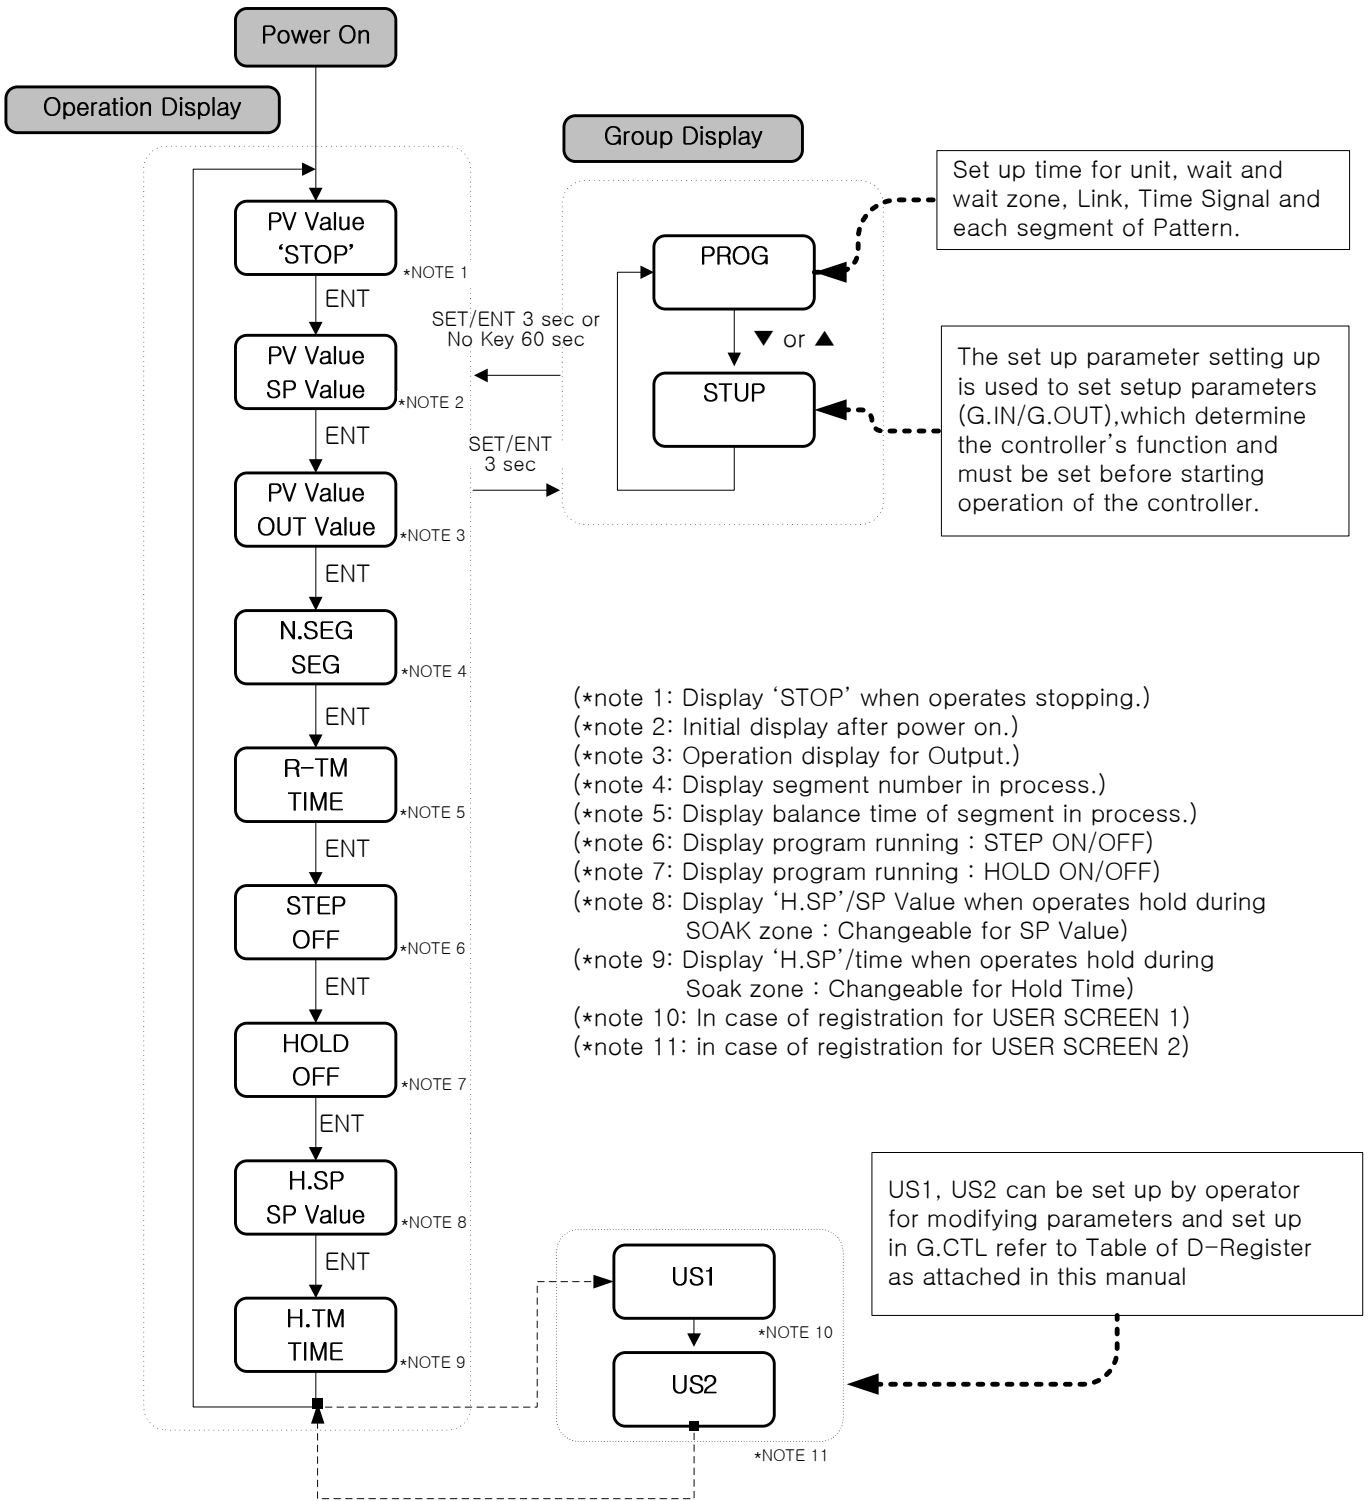 Power On
Operation Display
Group Display
PV Value
‘STOP’
*NOTE 1
ENT
PV Value
SP Value
*NOTE 2
ENT
PV Value
OUT Value
*NOTE 3
ENT
N.SEG
SEG
*NOTE 4
ENT
R-TM
TIME
*NOTE 5
ENT
STEP
OFF
*NOTE 6
ENT
HOLD
OFF
*NOTE 7
ENT
H.SP
SP Value
*NOTE 8
ENT
H.TM
TIME
*NOTE 9
SET/ENT 3 sec or
No Key 60 sec
SET/ENT
3 sec
PROG
▼ or ▲
STUP
Set up time for unit, wait and
wait zone, Link, Time Signal and
each segment of Pattern.
The set up parameter setting up
is used to set setup parameters
(G.IN/G.OUT),which determine
the controller’s function and
must be set before starting
operation of the controller.
(*note 1: Display ‘STOP’ when operates stopping.)
(*note 2: Initial display after power on.)
(*note 3: Operation display for Output.)
(*note 4: Display segment number in process.)
(*note 5: Display balance time of segment in process.)
(*note 6: Display program running : STEP ON/OFF)
(*note 7: Display program running : HOLD ON/OFF)
(*note 8: Display ‘H.SP’/SP Value when operates hold during
SOAK zone : Changeable for SP Value)
(*note 9: Display ‘H.SP’/time when operates hold during
Soak zone : Changeable for Hold Time)
(*note 10: In case of registration for USER SCREEN 1)
(*note 11: in case of registration for USER SCREEN 2)
US1
*NOTE 10
US2
*NOTE 11
US1, US2 can be set up by operator
for modifying parameters and set up
in G.CTL refer to Table of D-Register
as attached in this manual